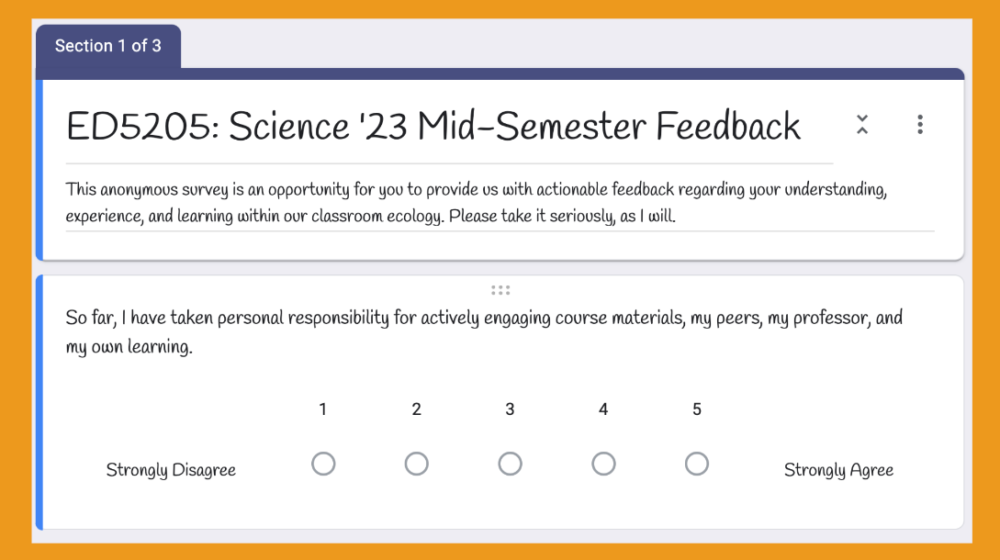 Section 1 of 3
ED5205: Science '23 Mid-Semester Feedback
This anonymous survey is an opportunity for you to provide us with actionable feedback regarding your understanding,
experience, and learning within our classroom ecology. Please take it seriously, as I will.
So far, I have taken personal responsibility for actively engaging course materials, my peers, my professor, and
my own learning.
1 2 3 4 5
Strongly Disagree Strongly Agree